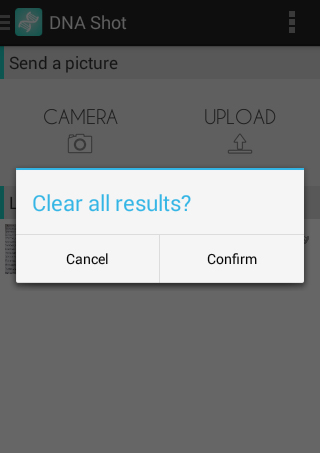 DNA Shot
Send a picture
CAMERA
UPLOAD
L
Clear all results?
Cancel
Confirm